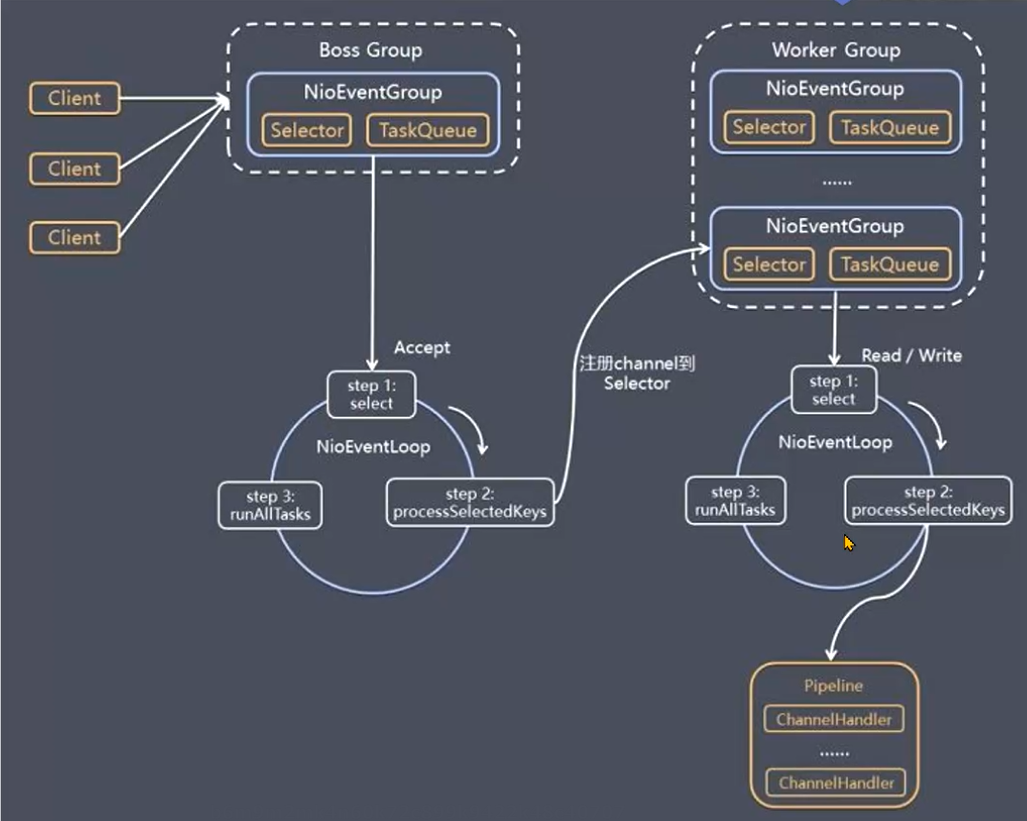 Boss Group
NioEventGroup
Selector
TaskQueue
Client
Client
Client
Accept
step 1:
select
NioEventLoop
step 3:
runAllTasks
step 2:
processSelectedKeys
注册channel到
Selector
Worker Group
NioEventGroup
Selector
TaskQueue
......
NioEventGroup
Selector
TaskQueue
Read / Write
step 1:
select
NioEventLoop
step 3:
runAllTasks
step 2:
processSelectedKeys
Pipeline
ChannelHandler
......
ChannelHandler